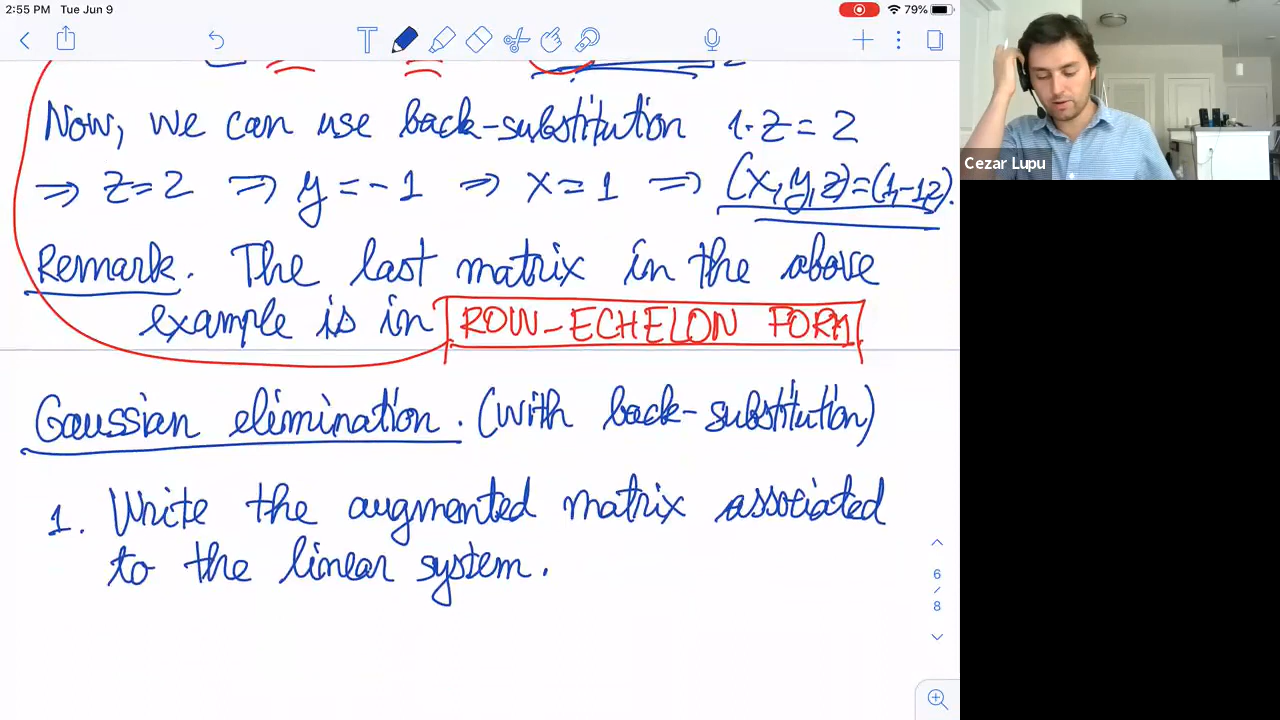 2:55 PM Tue Jun 9
79%
Now, we can use back-substitution 1·z = 2
⇒ z=2 ⇒ y = -1 ⇒ x = 1 ⇒ (x,y,z)=(1,-1,2).
Remark. The last matrix in the above
example is in ROW-ECHELON FORM
Gaussian elimination. (with back-substitution)
1. Write the augmented matrix associated
to the linear system.
6
/
8
Cezar Lupu